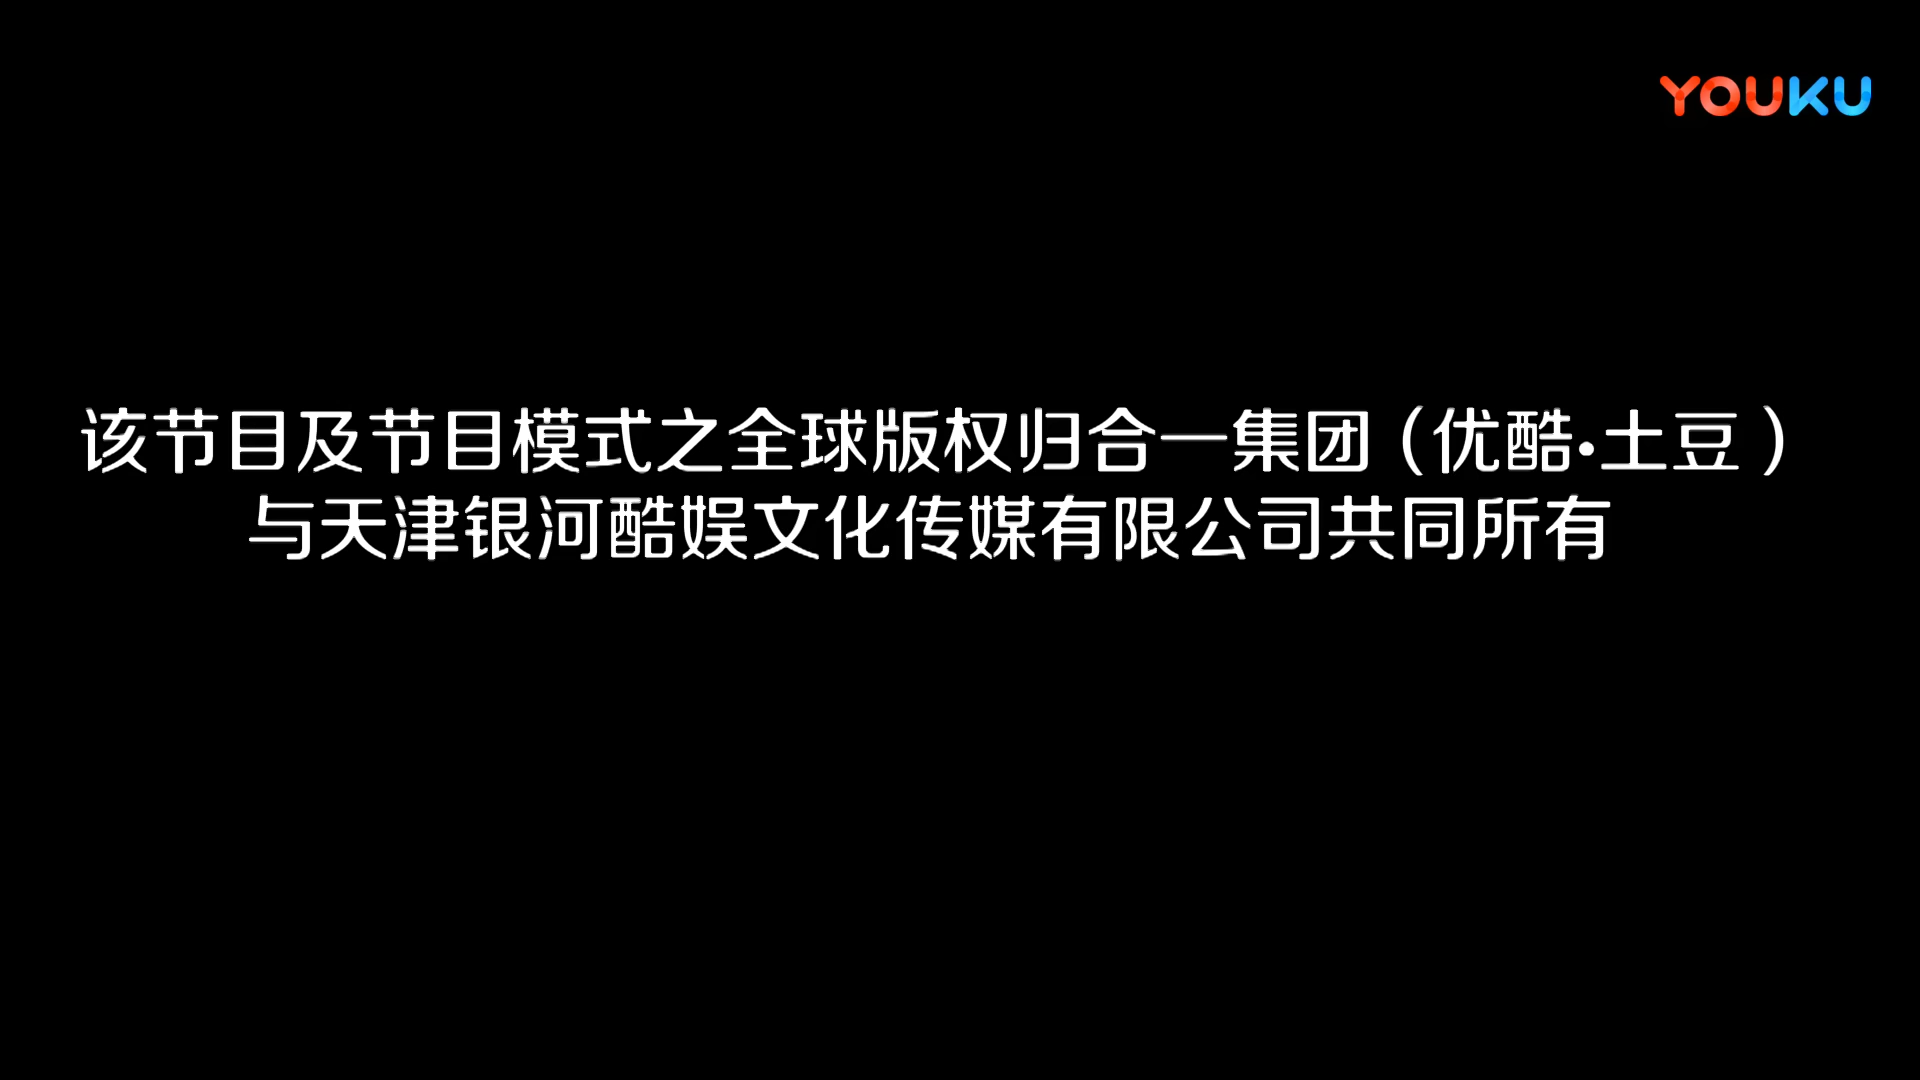 YOUKU
该节目及节目模式之全球版权归合一集团（优酷·土豆）
与天津银河酷娱文化传媒有限公司共同所有